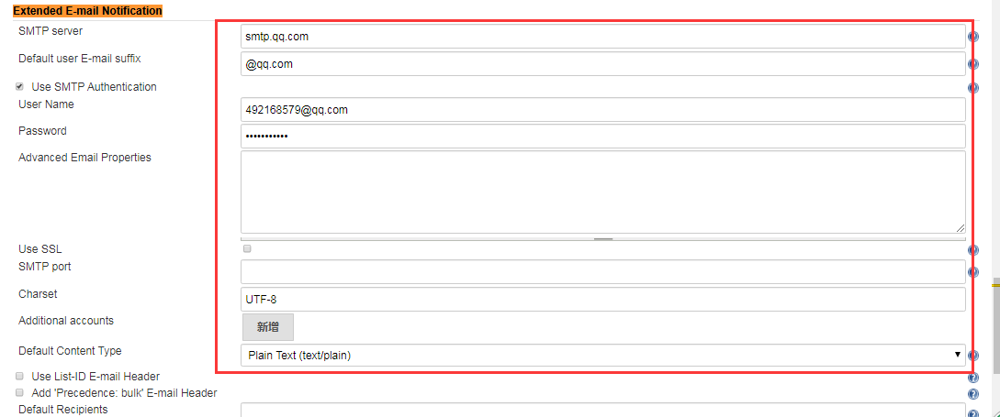 Extended E-mail Notification
SMTP server
smtp.qq.com
Default user E-mail suffix
@qq.com
Use SMTP Authentication
User Name
492168579@qq.com
Password
•••••••••••
Advanced Email Properties
Use SSL
SMTP port
Charset
UTF-8
Additional accounts
新增
Default Content Type
Plain Text (text/plain)
Use List-ID E-mail Header
Add 'Precedence: bulk' E-mail Header
Default Recipients